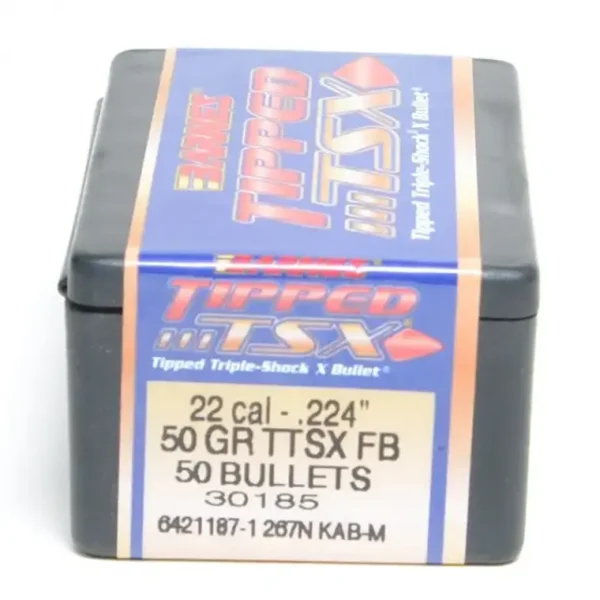 BARNES
TIPPED
TSX
Tipped Triple-Shock X Bullet®
BARNES
TIPPED
TSX®
Tipped Triple-Shock X Bullet®
22 cal - .224"
50 GR TTSX FB
50 BULLETS
30185
6421187-1 267N KAB-M